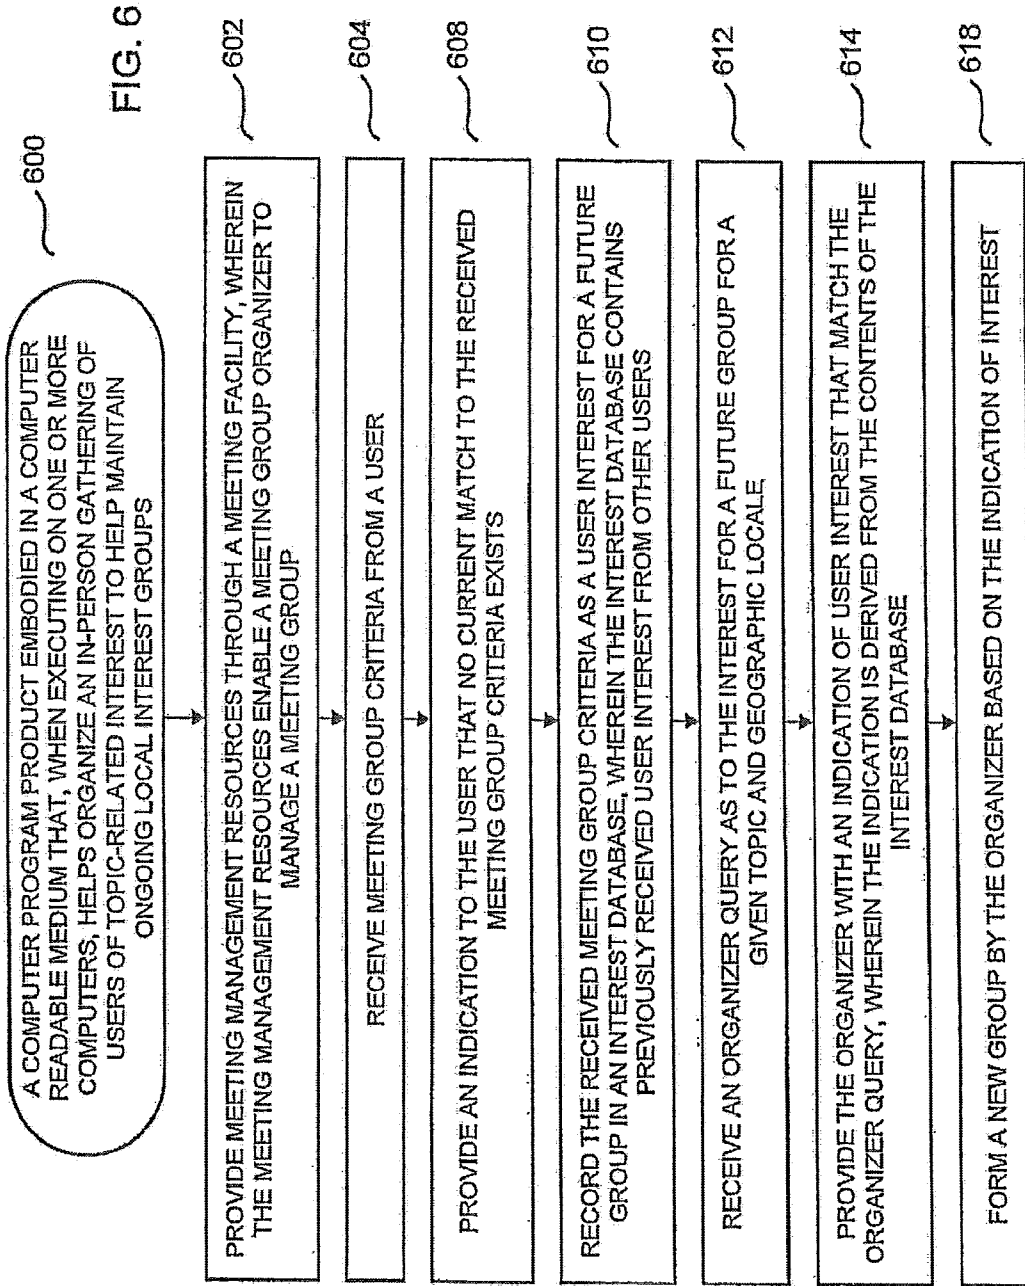 FIG. 6
600
A COMPUTER PROGRAM PRODUCT EMBODIED IN A COMPUTER
READABLE MEDIUM THAT, WHEN EXECUTING ON ONE OR MORE
COMPUTERS, HELPS ORGANIZE AN IN-PERSON GATHERING OF
USERS OF TOPIC-RELATED INTEREST TO HELP MAINTAIN
ONGOING LOCAL INTEREST GROUPS
602
PROVIDE MEETING MANAGEMENT RESOURCES THROUGH A MEETING FACILITY, WHEREIN
THE MEETING MANAGEMENT RESOURCES ENABLE A MEETING GROUP ORGANIZER TO
MANAGE A MEETING GROUP
604
RECEIVE MEETING GROUP CRITERIA FROM A USER
608
PROVIDE AN INDICATION TO THE USER THAT NO CURRENT MATCH TO THE RECEIVED
MEETING GROUP CRITERIA EXISTS
610
RECORD THE RECEIVED MEETING GROUP CRITERIA AS A USER INTEREST FOR A FUTURE
GROUP IN AN INTEREST DATABASE, WHEREIN THE INTEREST DATABASE CONTAINS
PREVIOUSLY RECEIVED USER INTEREST FROM OTHER USERS
612
RECEIVE AN ORGANIZER QUERY AS TO THE INTEREST FOR A FUTURE GROUP FOR A
GIVEN TOPIC AND GEOGRAPHIC LOCALE
614
PROVIDE THE ORGANIZER WITH AN INDICATION OF USER INTEREST THAT MATCH THE
ORGANIZER QUERY, WHEREIN THE INDICATION IS DERIVED FROM THE CONTENTS OF THE
INTEREST DATABASE
618
FORM A NEW GROUP BY THE ORGANIZER BASED ON THE INDICATION OF INTEREST